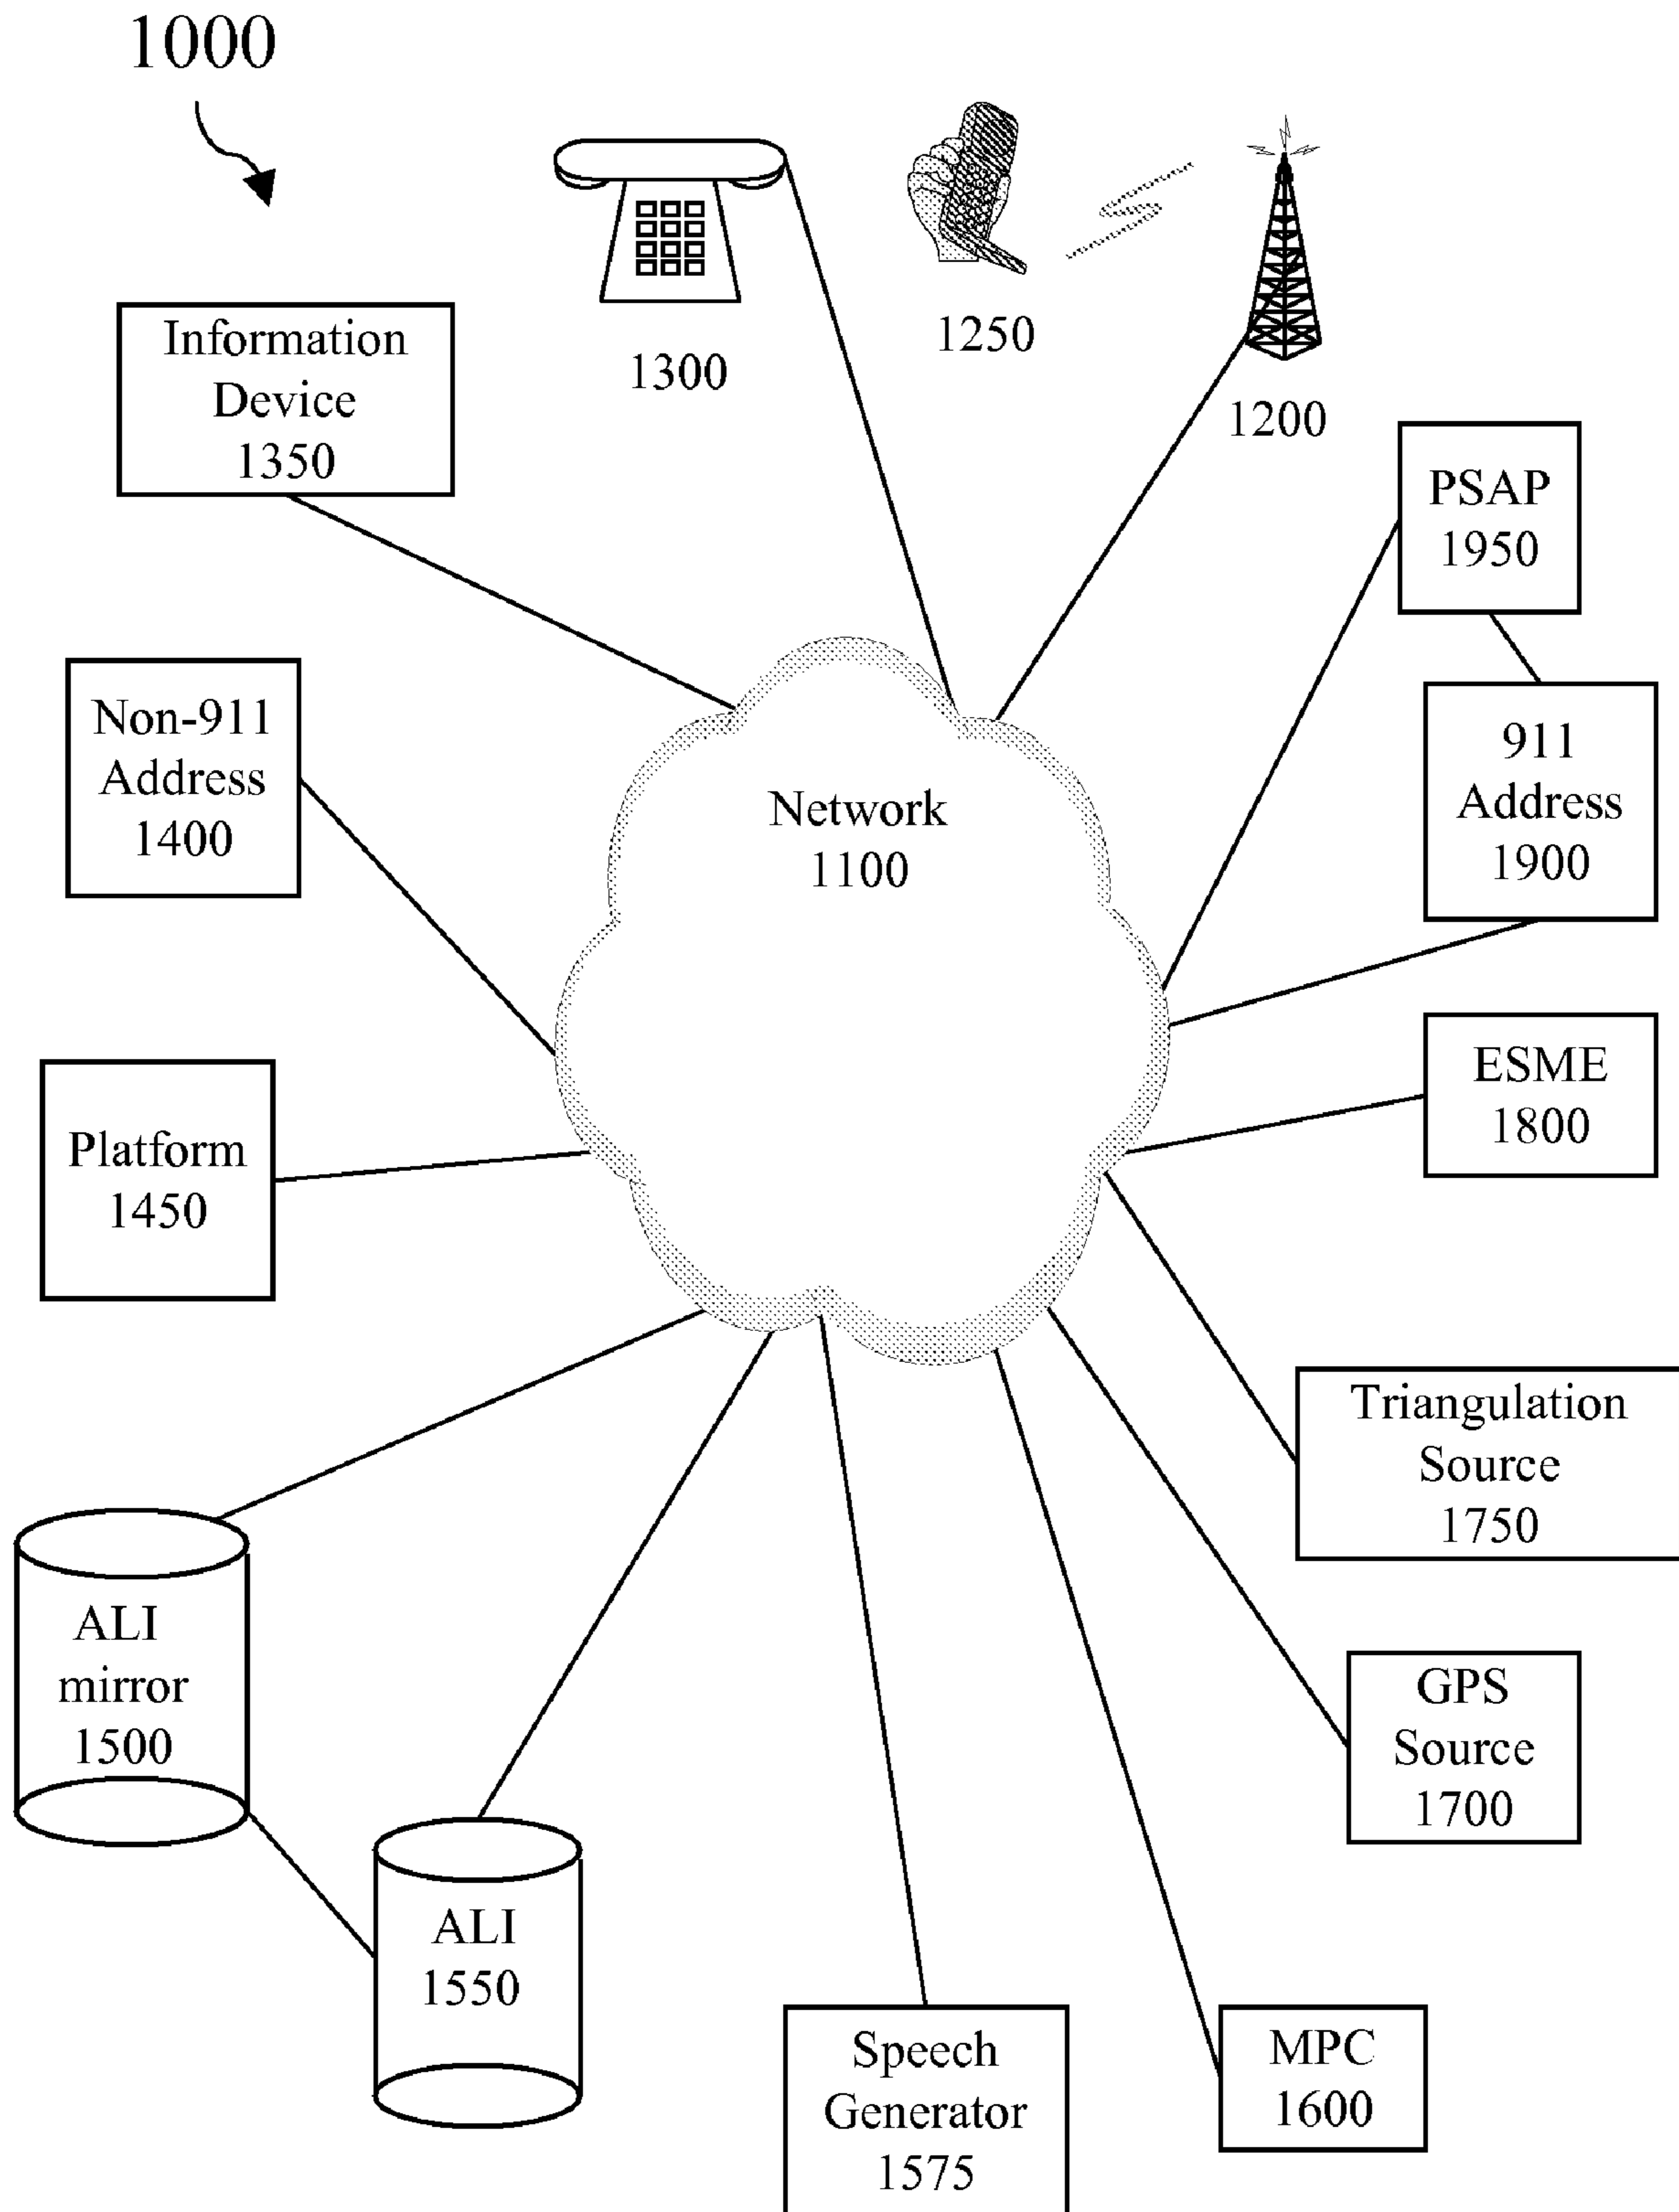 1000
1300
1250
1200
Information
Device
1350
PSAP
1950
Non-911
Address
1400
911
Address
1900
Network
1100
ESME
1800
Platform
1450
Triangulation
Source
1750
ALI
mirror
1500
GPS
Source
1700
ALI
1550
Speech
Generator
1575
MPC
1600